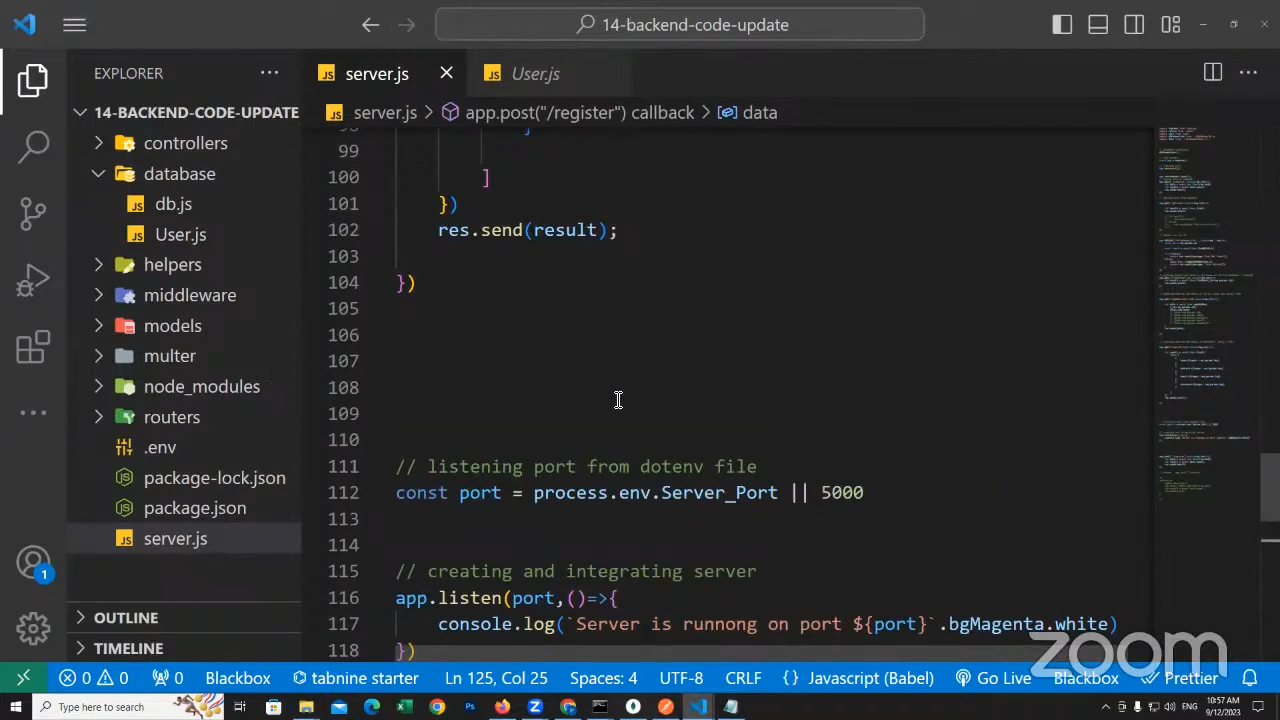 14-backend-code-update
EXPLORER
server.js
User.js
14-BACKEND-CODE-UPDATE
server.js
app.post("/register") callback
data
controllers
database
db.js
User.js
helpers
middleware
models
multer
node_modules
routers
.env
package-lock.json
package.json
server.js
OUTLINE
TIMELINE
99
100
101 })
102 res.send(result);
103
104 })
105
106
107
108
109
110
111 // listening port from dotenv file
112 const port = process.env.Server_Port || 5000
113
114
115 // creating and integrating server
116 app.listen(port,()=>{
117 console.log(`Server is runnong on port ${port}`.bgMagenta.white)
118 })
zoom
1
0 0 0 Blackbox tabnine starter Ln 125, Col 25 Spaces: 4 UTF-8 CRLF {} Javascript (Babel) Go Live Blackbox Prettier
Type here to search
10:57 AM
9/12/2023